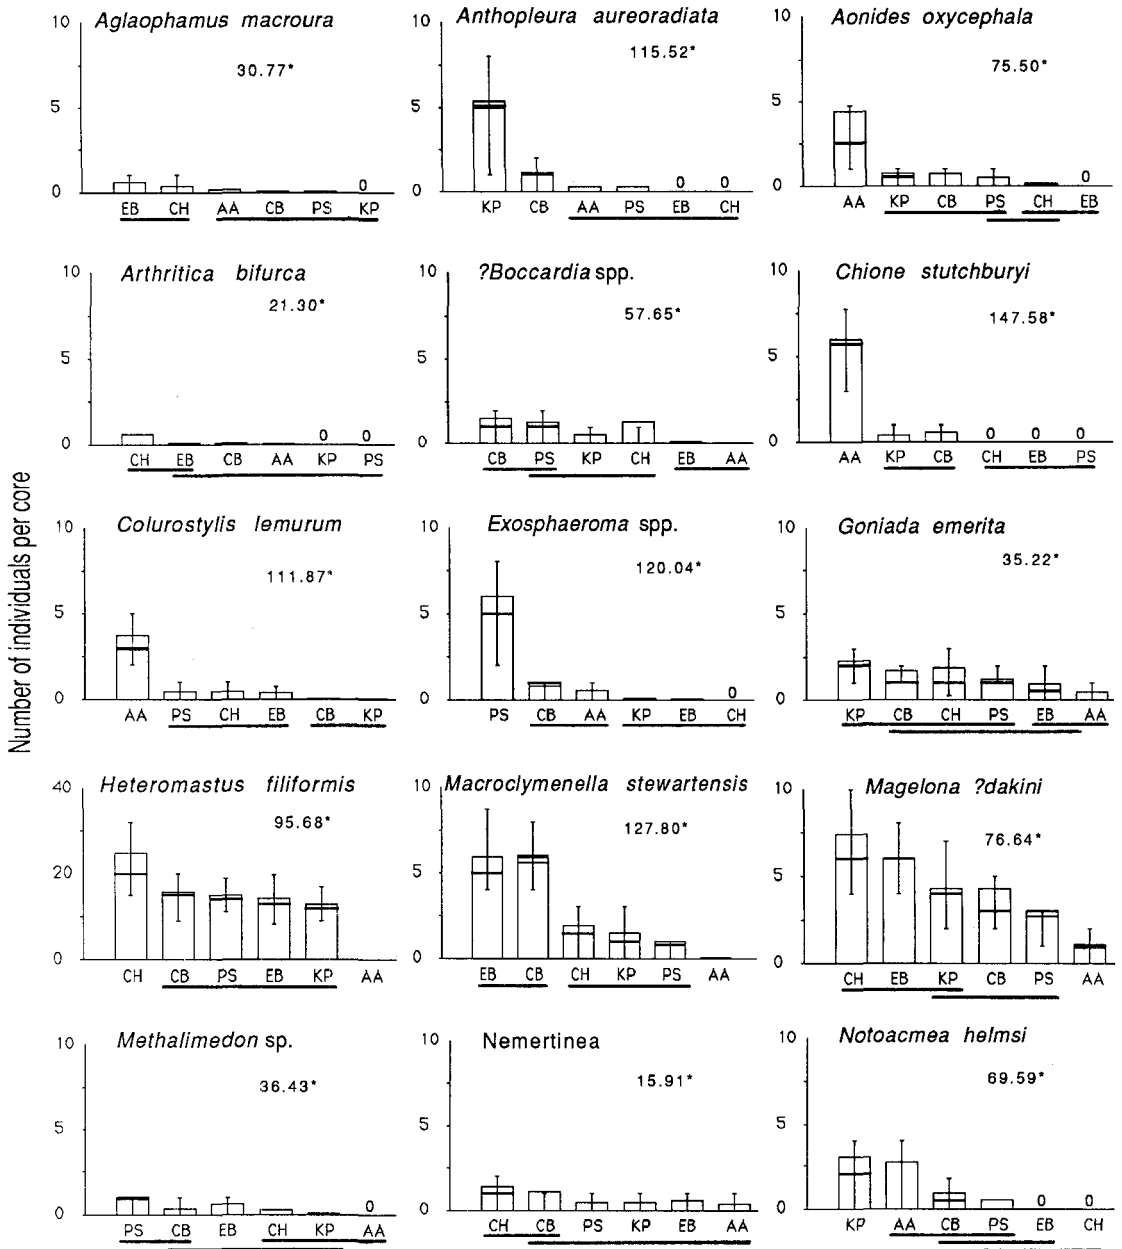 Number of individuals per core
Aglaophamus macroura
30.77*
10
5
0
0
EB CH AA CB PS KP
Anthopleura aureoradiata
115.52*
10
5
0
0 0
KP CB AA PS EB CH
Aonides oxycephala
75.50*
10
5
0
0
AA KP CB PS CH EB
Arthritica bifurca
21.30*
10
5
0
0 0
CH EB CB AA KP PS
?Boccardia spp.
57.65*
10
5
0
CB PS KP CH EB AA
Chione stutchburyi
147.58*
10
5
0
0 0 0
AA KP CB CH EB PS
Colurostylis lemurum
111.87*
10
5
0
AA PS CH EB CB KP
Exosphaeroma spp.
120.04*
10
5
0
0
PS CB AA KP EB CH
Goniada emerita
35.22*
10
5
0
KP CB CH PS EB AA
Heteromastus filiformis
95.68*
40
20
0
CH CB PS EB KP AA
Macroclymenella stewartensis
127.80*
10
5
0
EB CB CH KP PS AA
Magelona ?dakini
76.64*
10
5
0
CH EB KP CB PS AA
Methalimedon sp.
36.43*
10
5
0
0
PS CB EB CH KP AA
Nemertinea
15.91*
10
5
0
CH CB PS KP EB AA
Notoacmea helmsi
69.59*
10
5
0
0 0
KP AA CB PS EB CH